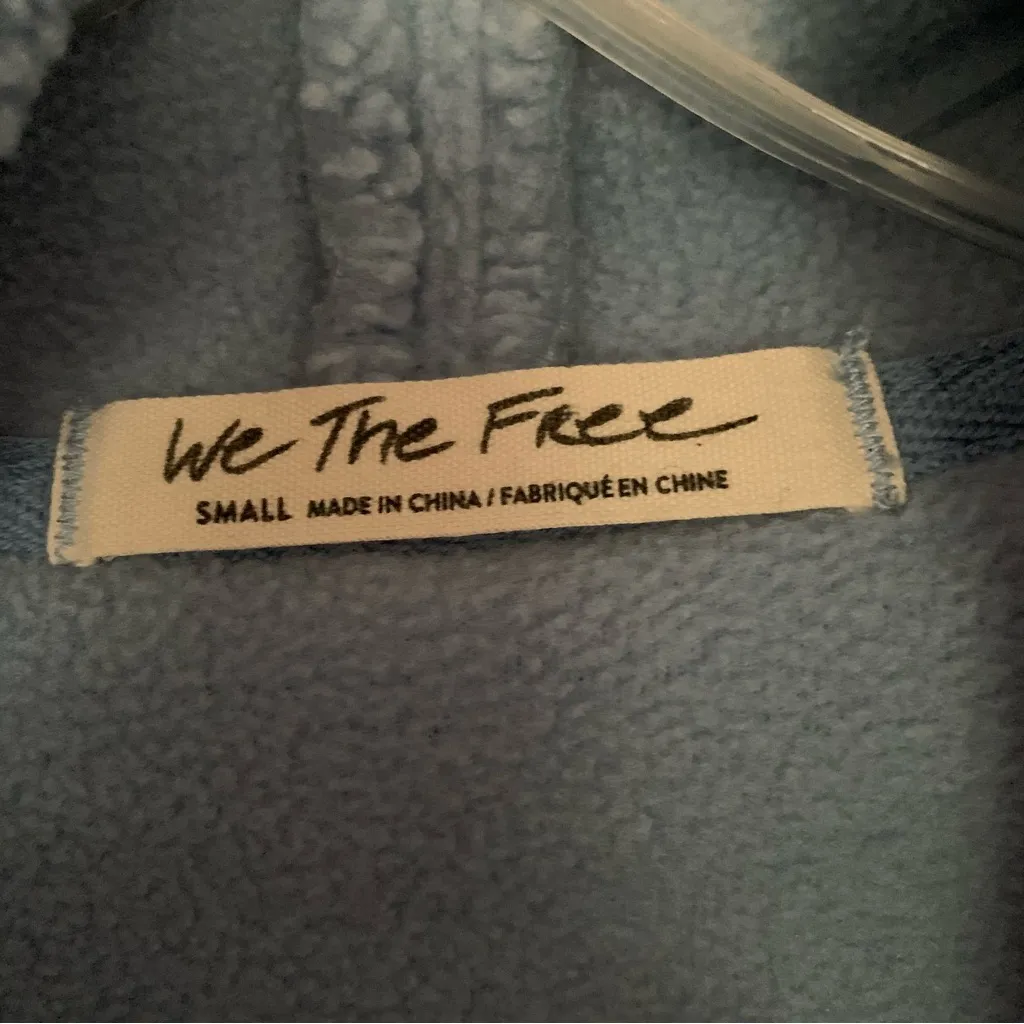 We The Free
SMALL MADE IN CHINA / FABRIQUÉ EN CHINE